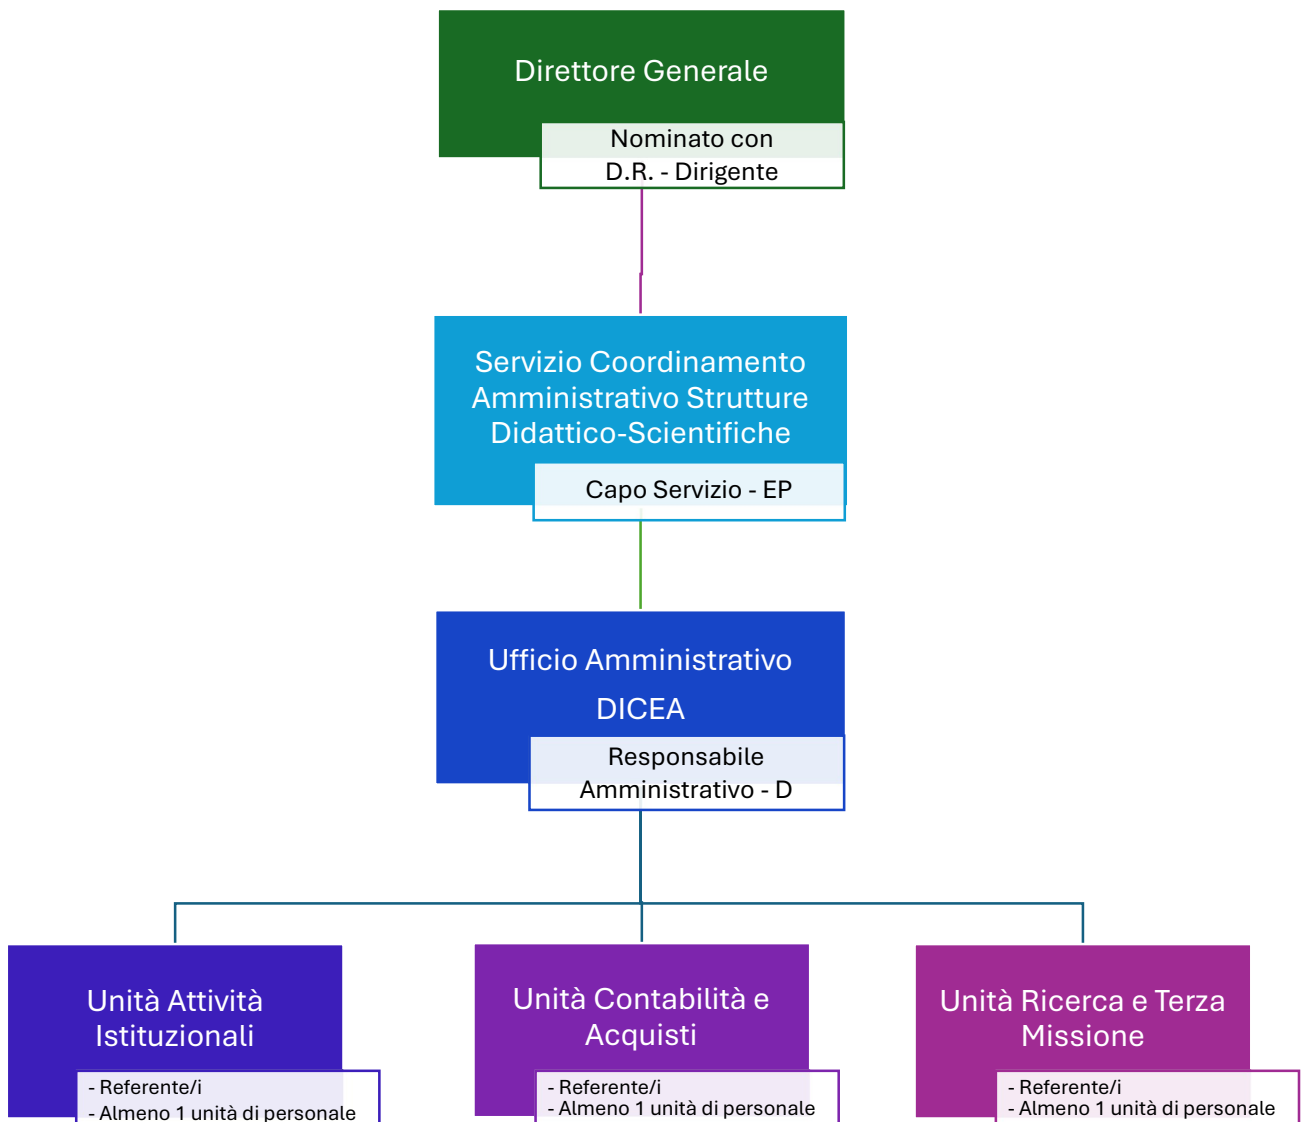 Direttore Generale
Nominato con
D.R. - Dirigente
Servizio Coordinamento
Amministrativo Strutture
Didattico-Scientifiche
Capo Servizio - EP
Ufficio Amministrativo
DICEA
Responsabile
Amministrativo - D
Unità Attività
Istituzionali
- Referente/i
- Almeno 1 unità di personale
Unità Contabilità e
Acquisti
- Referente/i
- Almeno 1 unità di personale
Unità Ricerca e Terza
Missione
- Referente/i
- Almeno 1 unità di personale